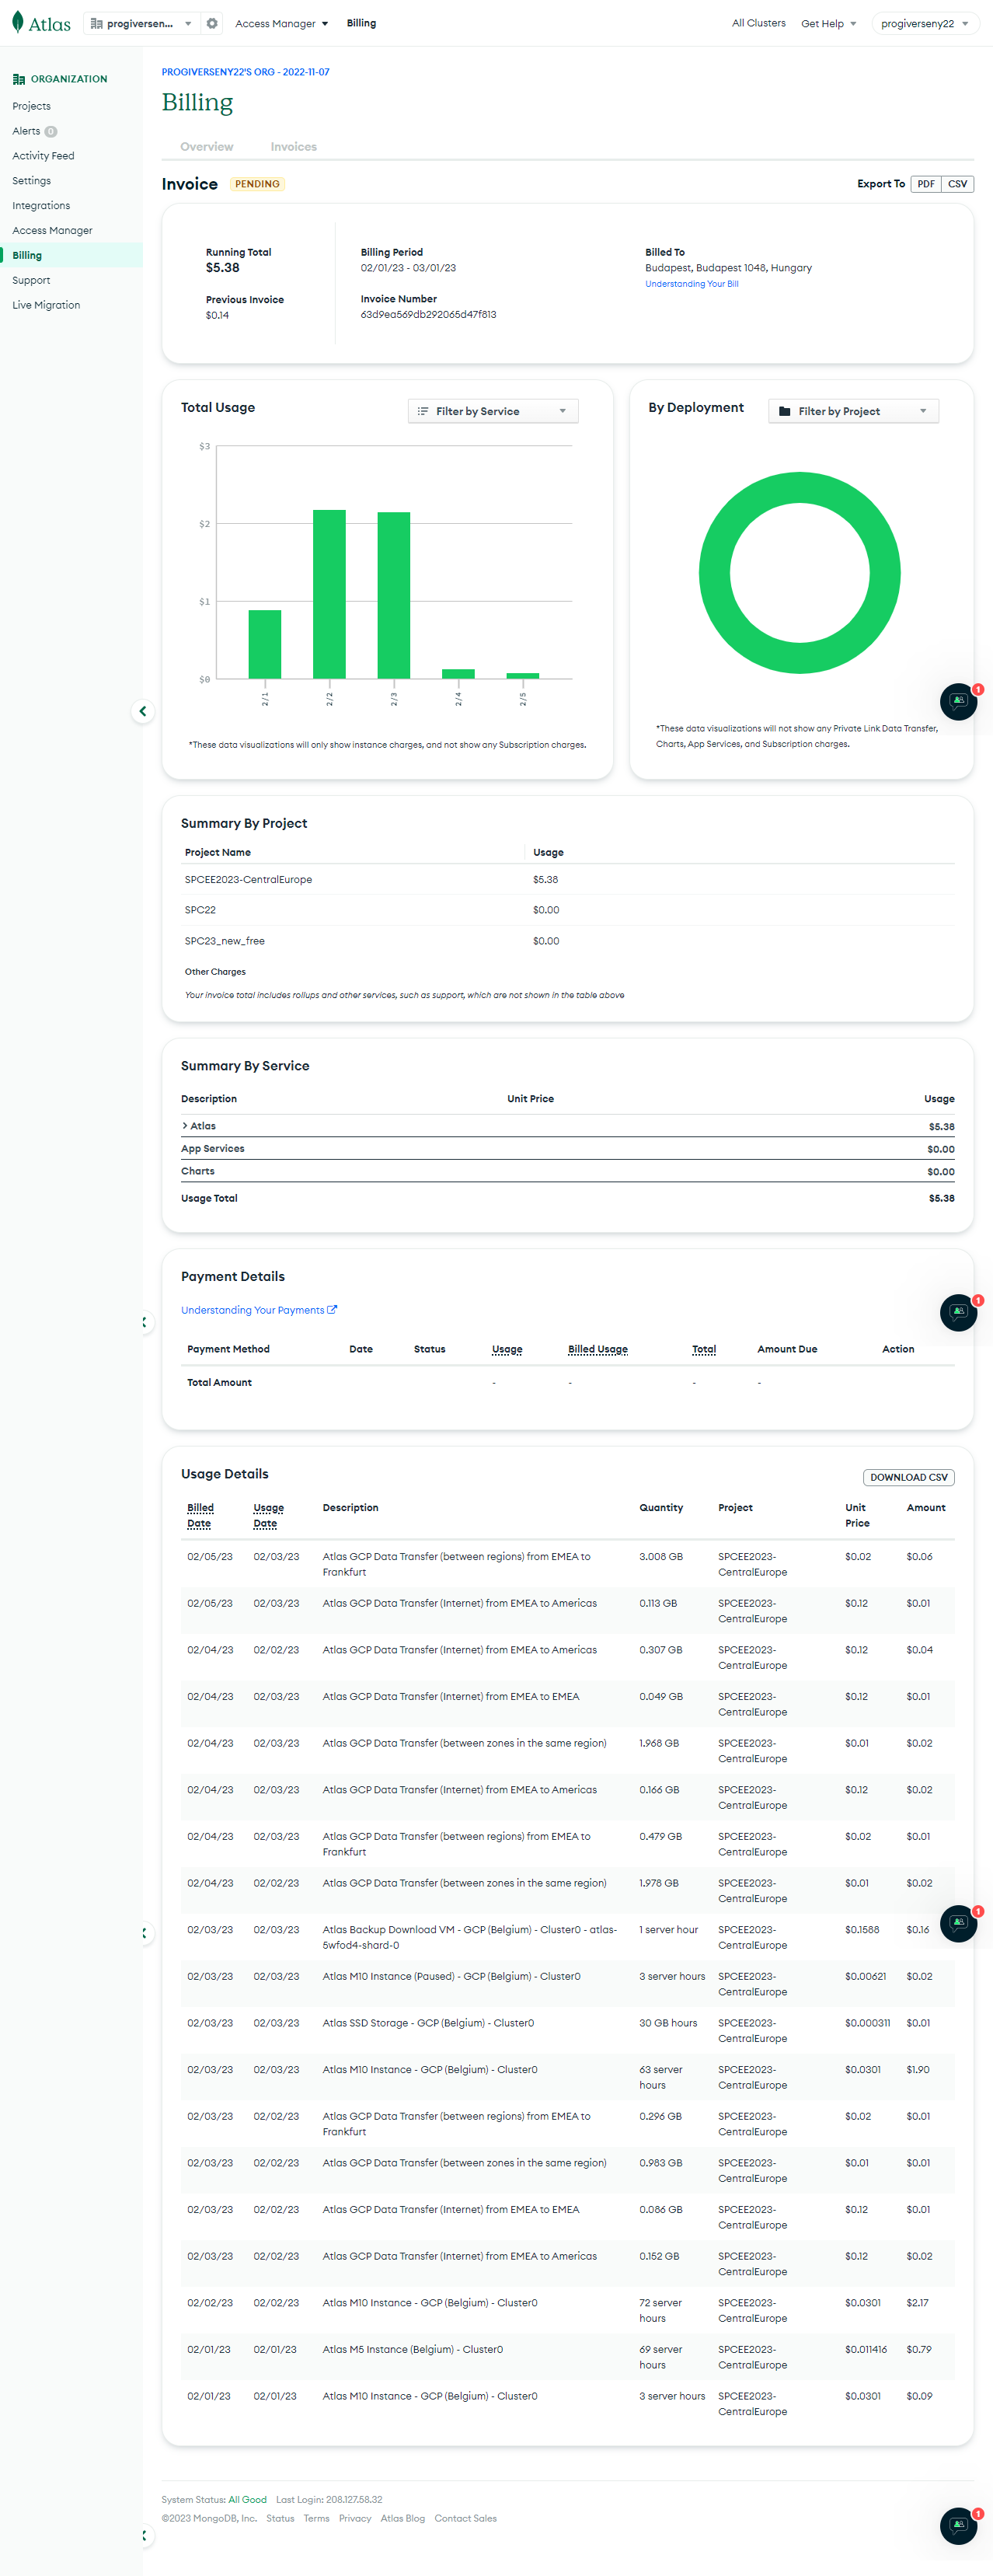 Atlas
progiversen...
Access Manager
Billing
All Clusters
Get Help
progiverseny22
ORGANIZATION
Projects
Alerts 0
Activity Feed
Settings
Integrations
Access Manager
Billing
Support
Live Migration
PROGIVERSENY22'S ORG - 2022-11-07
Billing
Overview Invoices
Invoice PENDING
Export To PDF CSV
Running Total
$5.38
Previous Invoice
$0.14
Billing Period
02/01/23 - 03/01/23
Invoice Number
63d9ea569db292065d47f813
Billed To
Budapest, Budapest 1048, Hungary
Understanding Your Bill
Total Usage
Filter by Service
$3
$2
$1
$0
2/1 2/2 2/3 2/4 2/5
*These data visualizations will only show instance charges, and not show any Subscription charges.
By Deployment
Filter by Project
*These data visualizations will not show any Private Link Data Transfer,
Charts, App Services, and Subscription charges.
1
Summary By Project
Project Name Usage
SPCEE2023-CentralEurope $5.38
SPC22 $0.00
SPC23_new_free $0.00
Other Charges
Your invoice total includes rollups and other services, such as support, which are not shown in the table above
Summary By Service
Description Unit Price Usage
Atlas $5.38
App Services $0.00
Charts $0.00
Usage Total $5.38
Payment Details
Understanding Your Payments
1
Payment Method Date Status Usage Billed Usage Total Amount Due Action
Total Amount - - - -
Usage Details
DOWNLOAD CSV
Billed Usage Description Quantity Project Unit Amount
Date Date Price
02/05/23 02/03/23 Atlas GCP Data Transfer (between regions) from EMEA to 3.008 GB SPCEE2023- $0.02 $0.06
Frankfurt CentralEurope
02/05/23 02/03/23 Atlas GCP Data Transfer (Internet) from EMEA to Americas 0.113 GB SPCEE2023- $0.12 $0.01
CentralEurope
02/04/23 02/02/23 Atlas GCP Data Transfer (Internet) from EMEA to Americas 0.307 GB SPCEE2023- $0.12 $0.04
CentralEurope
02/04/23 02/03/23 Atlas GCP Data Transfer (Internet) from EMEA to EMEA 0.049 GB SPCEE2023- $0.12 $0.01
CentralEurope
02/04/23 02/03/23 Atlas GCP Data Transfer (between zones in the same region) 1.968 GB SPCEE2023- $0.01 $0.02
CentralEurope
02/04/23 02/03/23 Atlas GCP Data Transfer (Internet) from EMEA to Americas 0.166 GB SPCEE2023- $0.12 $0.02
CentralEurope
02/04/23 02/03/23 Atlas GCP Data Transfer (between regions) from EMEA to 0.479 GB SPCEE2023- $0.02 $0.01
Frankfurt CentralEurope
02/04/23 02/02/23 Atlas GCP Data Transfer (between zones in the same region) 1.978 GB SPCEE2023- $0.01 $0.02
CentralEurope
1
02/03/23 02/03/23 Atlas Backup Download VM - GCP (Belgium) - Cluster0 - atlas- 1 server hour SPCEE2023- $0.1588 $0.16
5wfod4-shard-0 CentralEurope
02/03/23 02/03/23 Atlas M10 Instance (Paused) - GCP (Belgium) - Cluster0 3 server hours SPCEE2023- $0.00621 $0.02
CentralEurope
02/03/23 02/03/23 Atlas SSD Storage - GCP (Belgium) - Cluster0 30 GB hours SPCEE2023- $0.000311 $0.01
CentralEurope
02/03/23 02/03/23 Atlas M10 Instance - GCP (Belgium) - Cluster0 63 server SPCEE2023- $0.0301 $1.90
hours CentralEurope
02/03/23 02/02/23 Atlas GCP Data Transfer (between regions) from EMEA to 0.296 GB SPCEE2023- $0.02 $0.01
Frankfurt CentralEurope
02/03/23 02/02/23 Atlas GCP Data Transfer (between zones in the same region) 0.983 GB SPCEE2023- $0.01 $0.01
CentralEurope
02/03/23 02/02/23 Atlas GCP Data Transfer (Internet) from EMEA to EMEA 0.086 GB SPCEE2023- $0.12 $0.01
CentralEurope
02/03/23 02/02/23 Atlas GCP Data Transfer (Internet) from EMEA to Americas 0.152 GB SPCEE2023- $0.12 $0.02
CentralEurope
02/02/23 02/02/23 Atlas M10 Instance - GCP (Belgium) - Cluster0 72 server SPCEE2023- $0.0301 $2.17
hours CentralEurope
02/01/23 02/01/23 Atlas M5 Instance (Belgium) - Cluster0 69 server SPCEE2023- $0.011416 $0.79
hours CentralEurope
02/01/23 02/01/23 Atlas M10 Instance - GCP (Belgium) - Cluster0 3 server hours SPCEE2023- $0.0301 $0.09
CentralEurope
System Status: All Good Last Login: 208.127.58.32
©2023 MongoDB, Inc. Status Terms Privacy Atlas Blog Contact Sales
1